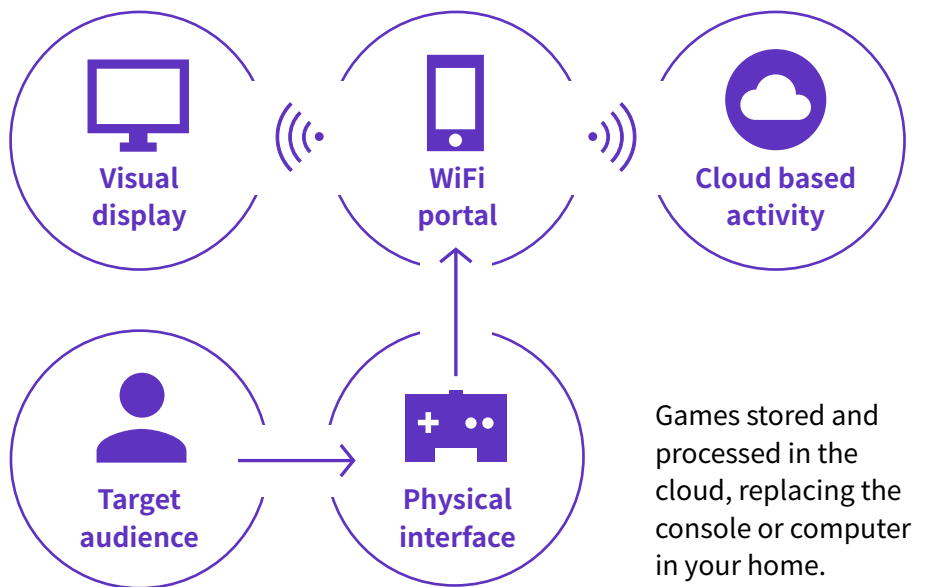 Visual
display
WiFi
portal
Cloud based
activity
Target
audience
Physical
interface
Games stored and
processed in the
cloud, replacing the
console or computer
in your home.